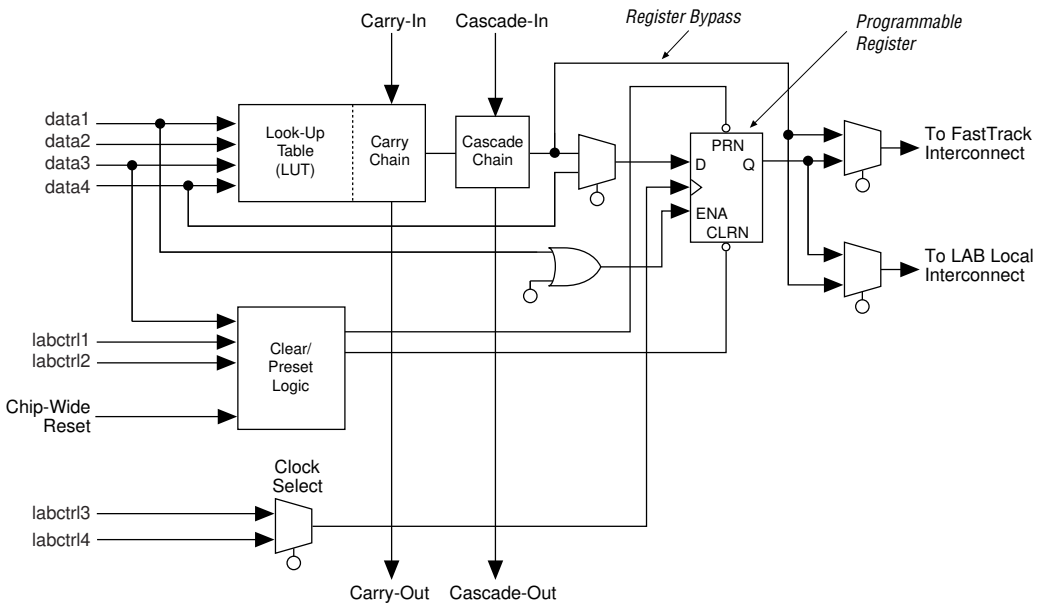 Carry-In
Cascade-In
Register Bypass
Programmable
Register
data1
data2
data3
data4
Look-Up
Table
(LUT)
Carry
Chain
Cascade
Chain
PRN
D
Q
ENA
CLRN
To FastTrack
Interconnect
To LAB Local
Interconnect
labctrl1
labctrl2
Clear/
Preset
Logic
Chip-Wide
Reset
Clock
Select
labctrl3
labctrl4
Carry-Out
Cascade-Out